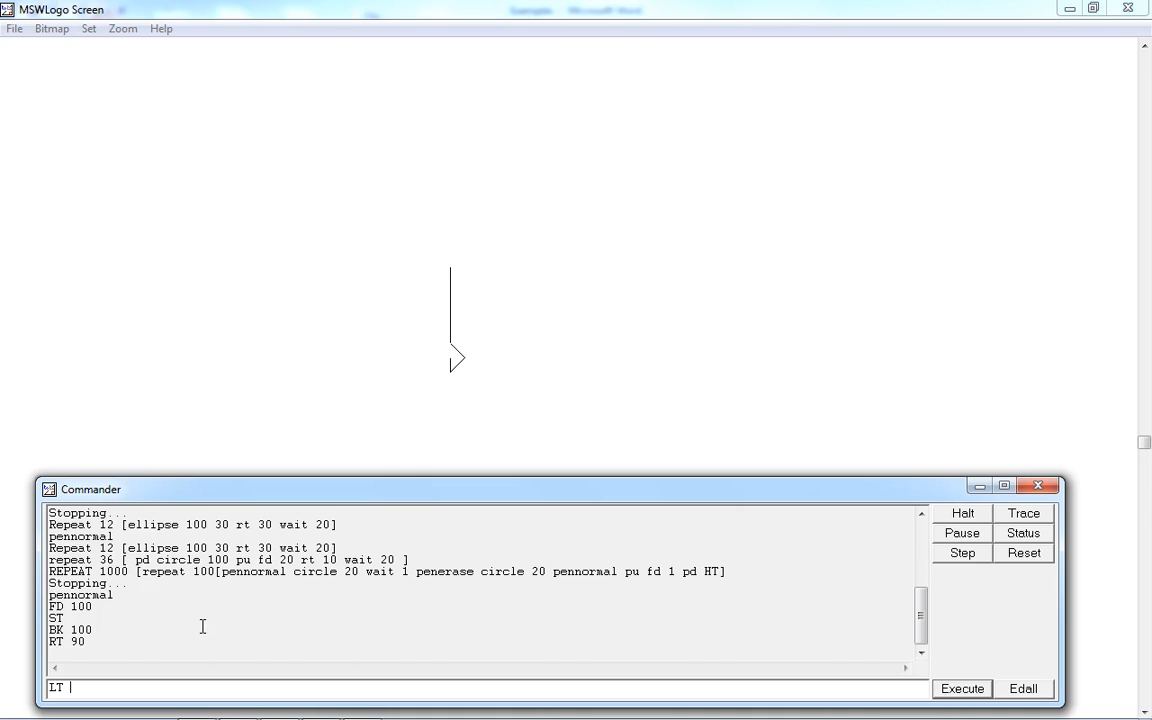 MSWLogo Screen
Examples - Microsoft Word
File Bitmap Set Zoom Help
Commander
Stopping...
Repeat 12 [ellipse 100 30 rt 30 wait 20]
pennormal
Repeat 12 [ellipse 100 30 rt 30 wait 20]
repeat 36 [ pd circle 100 pu fd 20 rt 10 wait 20 ]
REPEAT 1000 [repeat 100[pennormal circle 20 wait 1 penerase circle 20 pennormal pu fd 1 pd HT]
Stopping...
pennormal
FD 100
ST
BK 100
RT 90
LT
Halt Trace
Pause Status
Step Reset
Execute Edall